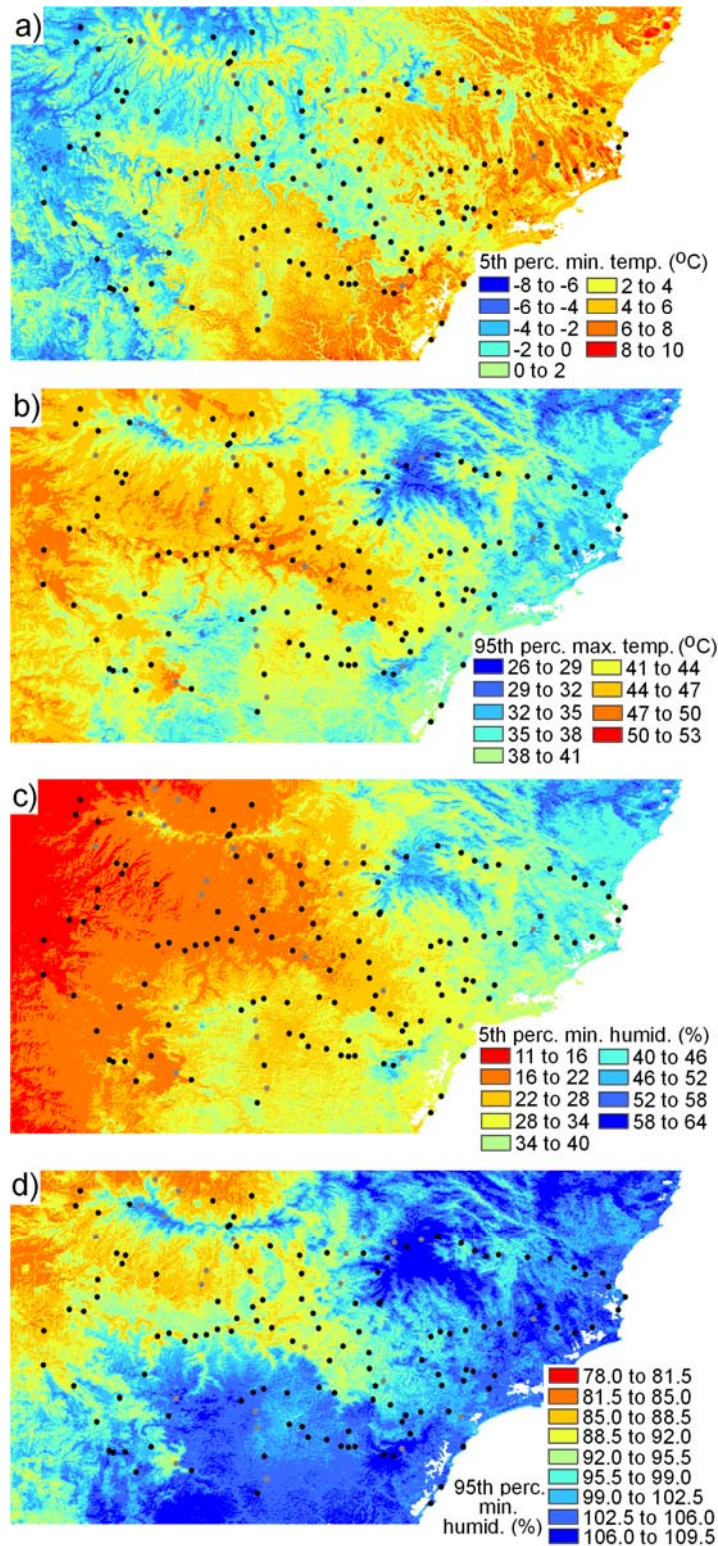 a)
5th perc. min. temp. (ºC)
-8 to -6
-6 to -4
-4 to -2
-2 to 0
0 to 2
2 to 4
4 to 6
6 to 8
8 to 10
b)
95th perc. max. temp. (ºC)
26 to 29
29 to 32
32 to 35
35 to 38
38 to 41
41 to 44
44 to 47
47 to 50
50 to 53
c)
5th perc. min. humid. (%)
11 to 16
16 to 22
22 to 28
28 to 34
34 to 40
40 to 46
46 to 52
52 to 58
58 to 64
d)
95th perc.
min.
humid. (%)
78.0 to 81.5
81.5 to 85.0
85.0 to 88.5
88.5 to 92.0
92.0 to 95.5
95.5 to 99.0
99.0 to 102.5
102.5 to 106.0
106.0 to 109.5